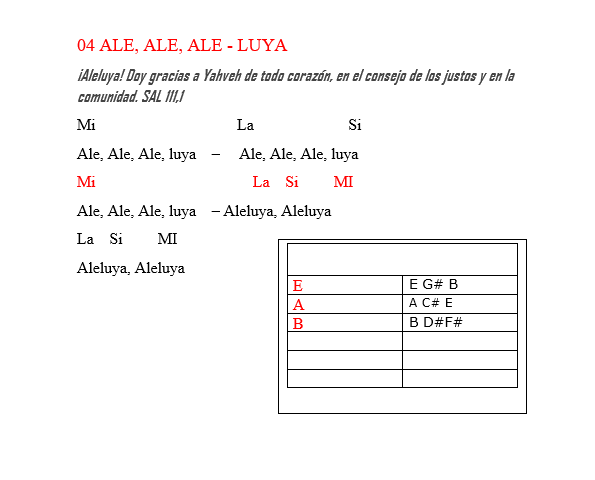 04 ALE, ALE, ALE - LUYA
¡Aleluya! Doy gracias a Yahveh de todo corazón, en el consejo de los justos y en la
comunidad. SAL 111,1
Mi La Si
Ale, Ale, Ale, luya – Ale, Ale, Ale, luya
Mi La Si MI
Ale, Ale, Ale, luya – Aleluya, Aleluya
La Si MI
Aleluya, Aleluya
E E G# B
A A C# E
B B D#F#